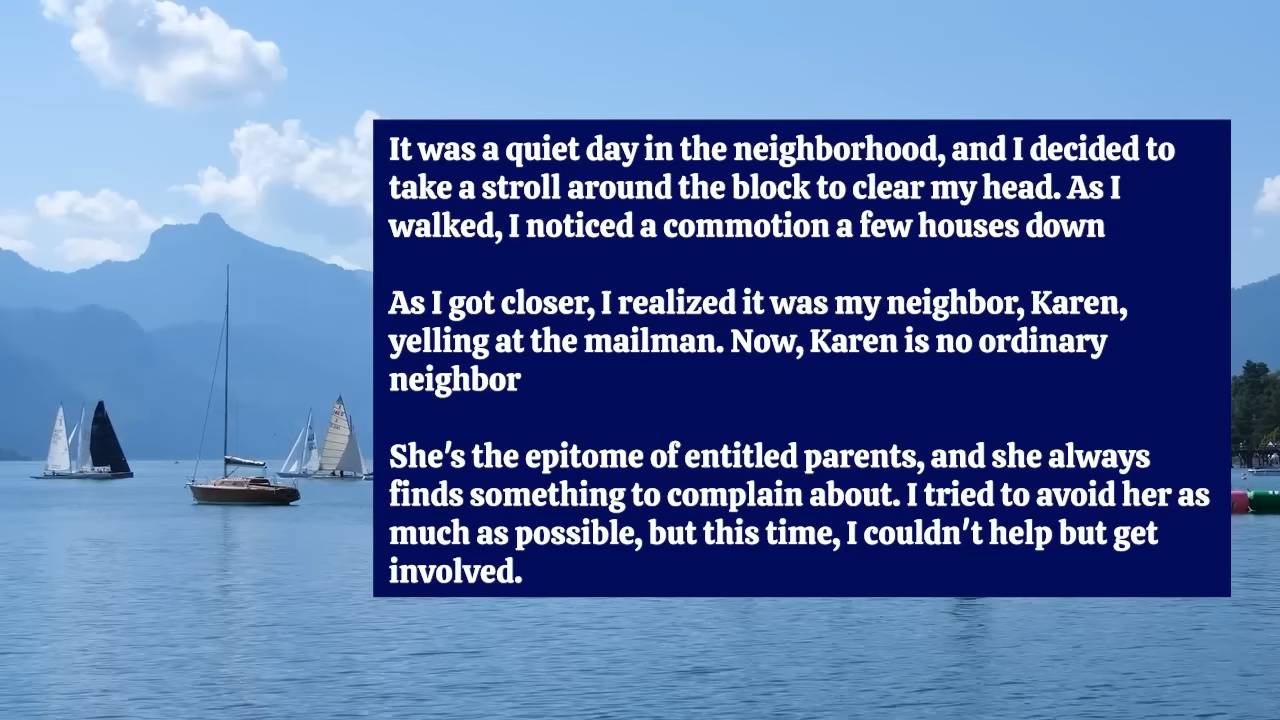 It was a quiet day in the neighborhood, and I decided to
take a stroll around the block to clear my head. As I
walked, I noticed a commotion a few houses down
As I got closer, I realized it was my neighbor, Karen,
yelling at the mailman. Now, Karen is no ordinary
neighbor
She's the epitome of entitled parents, and she always
finds something to complain about. I tried to avoid her as
much as possible, but this time, I couldn't help but get
involved.